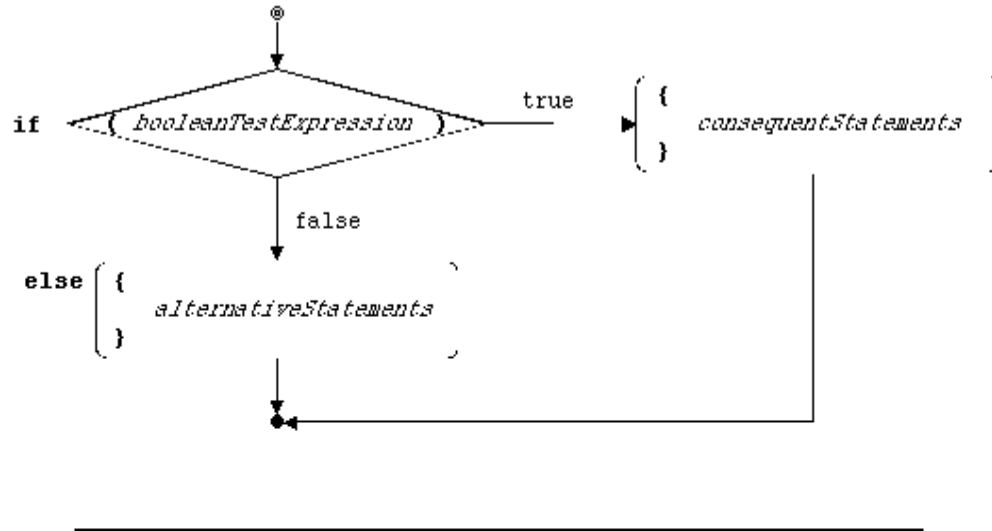 true
if ( booleanTestExpression )
{
consequentStatements
}
false
else {
alternativeStatements
}